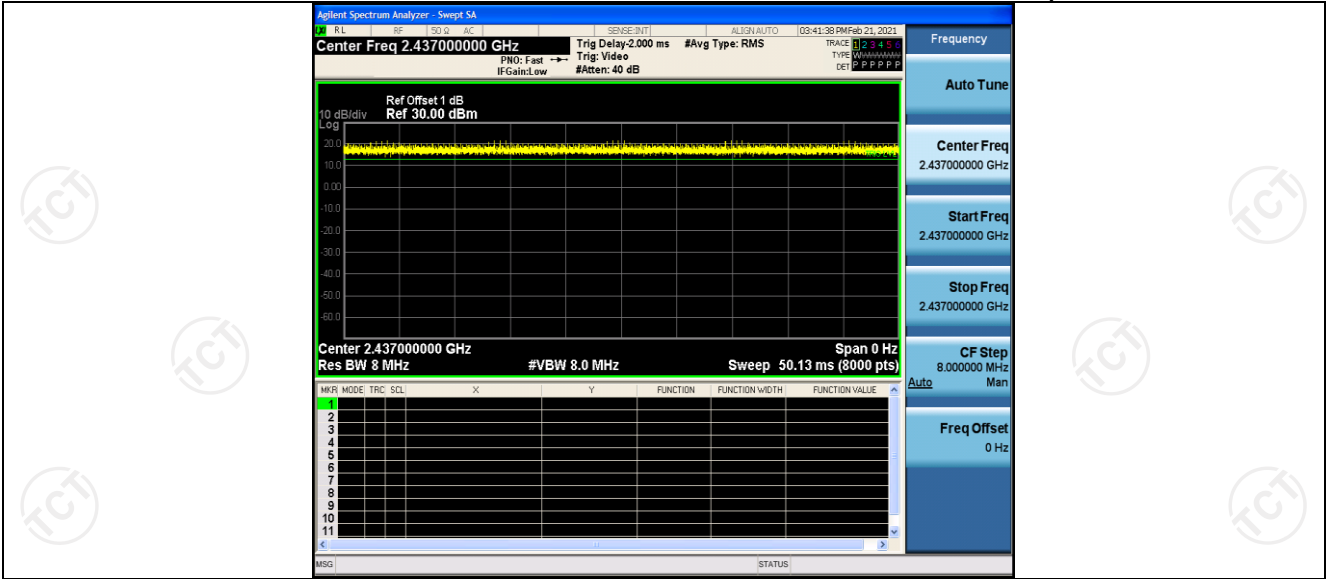 Agilent Spectrum Analyzer - Swept SA
RL RF 50 Ω AC SENSE:INT ALIGN AUTO 03:41:38 PM Feb 21, 2021
Center Freq 2.437000000 GHz
PNO: Fast
IFGain:Low
Trig Delay-2.000 ms
Trig: Video
#Atten: 40 dB
#Avg Type: RMS
TRACE 1 2 3 4 5 6
TYPE
DET P P P P P P
Ref Offset 1 dB
10 dB/div Ref 30.00 dBm
Log
20.0
10.0
0.00
-10.0
-20.0
-30.0
-40.0
-50.0
-60.0
Center 2.437000000 GHz Span 0 Hz
Res BW 8 MHz #VBW 8.0 MHz Sweep 50.13 ms (8000 pts)
MKR MODE TRC SCL X Y FUNCTION FUNCTION WIDTH FUNCTION VALUE
1
2
3
4
5
6
7
8
9
10
11
MSG STATUS
Frequency
Auto Tune
Center Freq
2.437000000 GHz
Start Freq
2.437000000 GHz
Stop Freq
2.437000000 GHz
CF Step
8.000000 MHz
Auto Man
Freq Offset
0 Hz
TCT
TCT
TCT
TCT
TCT
TCT